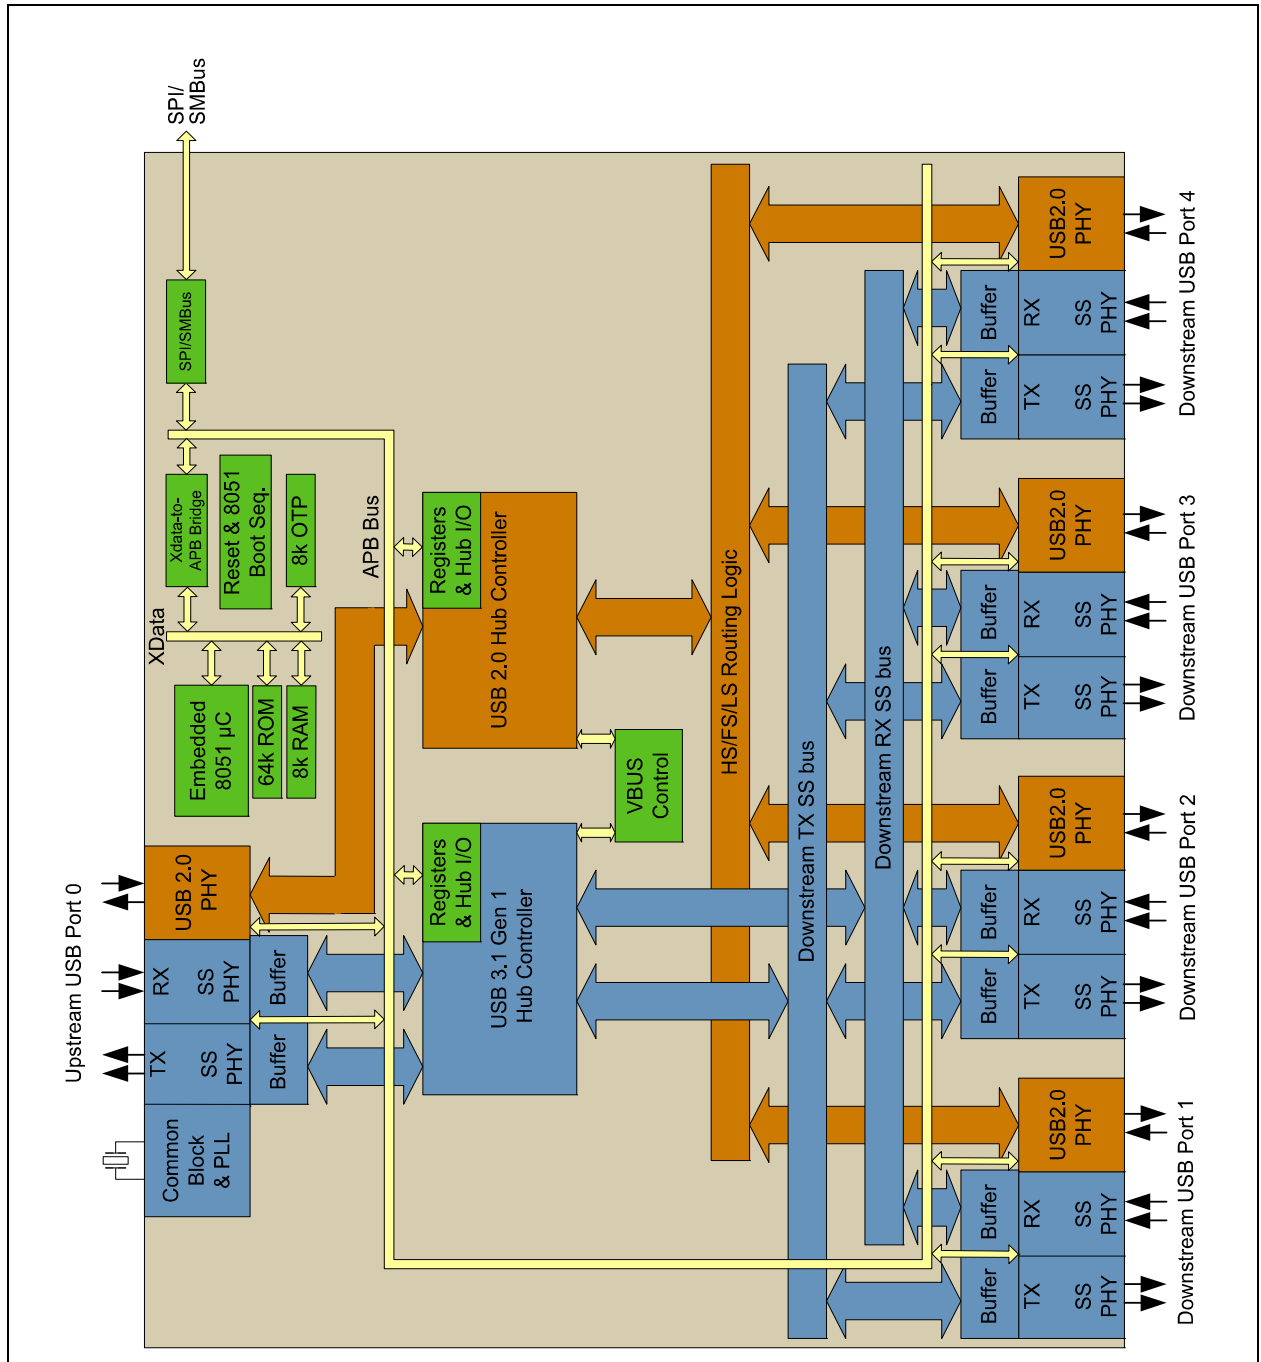 SPI/
SMBus
SPI/SMBus
Xdata-to-
APB Bridge
Reset & 8051
Boot Seq.
8k OTP
XData
APB Bus
Embedded
8051 µC
64k ROM
8k RAM
Registers
& Hub I/O
USB 2.0 Hub Controller
VBUS
Control
Registers
& Hub I/O
USB 3.1 Gen 1
Hub Controller
Upstream USB Port 0
USB 2.0
PHY
RX
SS
PHY
Buffer
TX
SS
PHY
Buffer
Common
Block
& PLL
HS/FS/LS Routing Logic
Downstream TX SS bus
Downstream RX SS bus
USB2.0
PHY
Buffer
RX
SS
PHY
Buffer
TX
SS
PHY
Downstream USB Port 4
USB2.0
PHY
Buffer
RX
SS
PHY
Buffer
TX
SS
PHY
Downstream USB Port 3
USB2.0
PHY
Buffer
RX
SS
PHY
Buffer
TX
SS
PHY
Downstream USB Port 2
USB2.0
PHY
Buffer
RX
SS
PHY
Buffer
TX
SS
PHY
Downstream USB Port 1